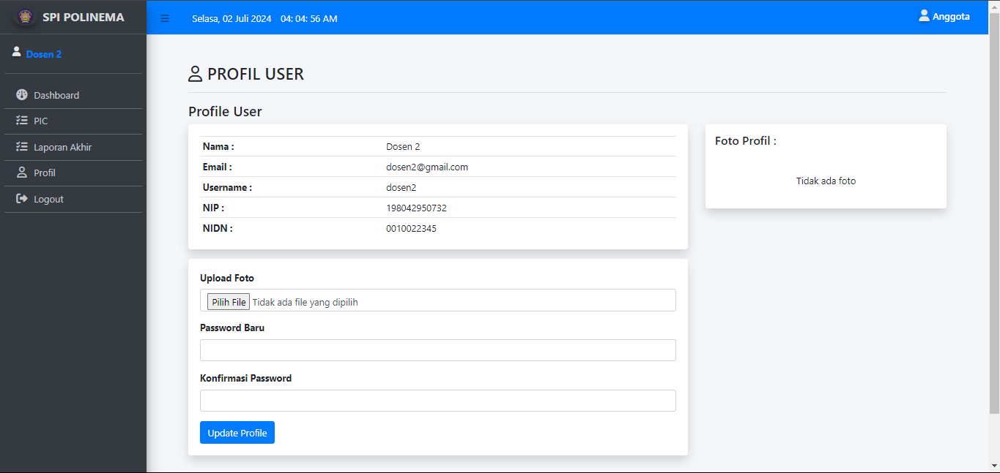 SPI POLINEMA
Selasa, 02 Juli 2024 04: 04: 56 AM
Anggota
Dosen 2
Dashboard
PIC
Laporan Akhir
Profil
Logout
PROFIL USER
Profile User
Nama : Dosen 2
Email : dosen2@gmail.com
Username : dosen2
NIP : 198042950732
NIDN : 0010022345
Foto Profil :
Tidak ada foto
Upload Foto
Pilih File Tidak ada file yang dipilih
Password Baru
Konfirmasi Password
Update Profile